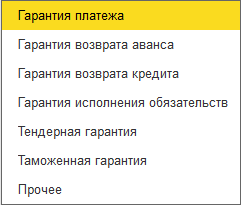 Гарантия платежа
Гарантия возврата аванса
Гарантия возврата кредита
Гарантия исполнения обязательств
Тендерная гарантия
Таможенная гарантия
Прочее